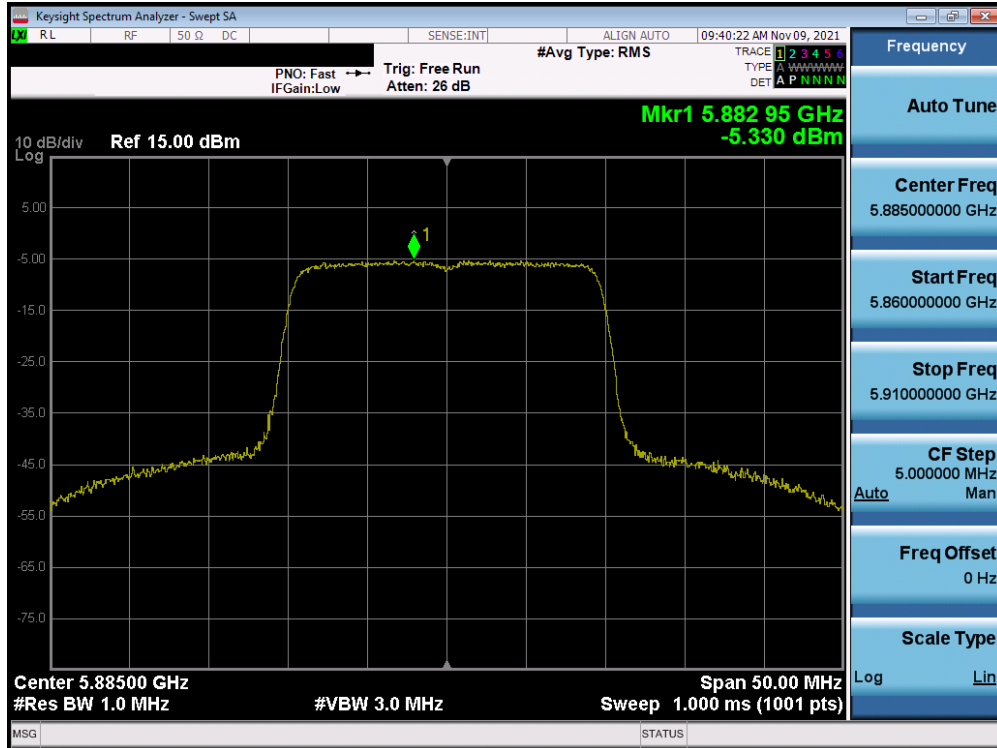 Keysight Spectrum Analyzer - Swept SA
LXI RL RF 50 Ω DC SENSE:INT ALIGN AUTO 09:40:22 AM Nov 09, 2021
#Avg Type: RMS
TRACE 1 2 3 4 5 6
TYPE A WWWWW
DET A P N N N N
PNO: Fast
IFGain:Low
Trig: Free Run
Atten: 26 dB
Mkr1 5.882 95 GHz
-5.330 dBm
10 dB/div Ref 15.00 dBm
Log
5.00
1
-5.00
-15.0
-25.0
-35.0
-45.0
-55.0
-65.0
-75.0
Center 5.88500 GHz
Span 50.00 MHz
#Res BW 1.0 MHz
#VBW 3.0 MHz
Sweep 1.000 ms (1001 pts)
MSG
STATUS
Frequency
Auto Tune
Center Freq
5.885000000 GHz
Start Freq
5.860000000 GHz
Stop Freq
5.910000000 GHz
CF Step
5.000000 MHz
Auto Man
Freq Offset
0 Hz
Scale Type
Log Lin